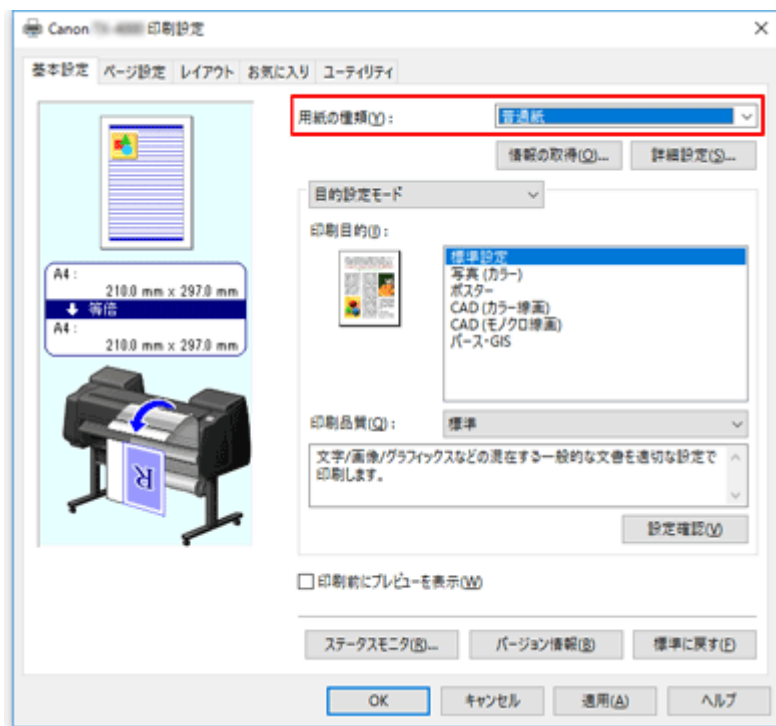 Canon 印刷設定
基本設定 ページ設定 レイアウト お気に入り ユーティリティ
用紙の種類(Y): 普通紙
情報の取得(O)... 詳細設定(S)...
目的設定モード
印刷目的(I):
標準設定
写真 (カラー)
ポスター
CAD (カラー線画)
CAD (モノクロ線画)
パース・GIS
A4 :
210.0 mm x 297.0 mm
等倍
A4 :
210.0 mm x 297.0 mm
R
印刷品質(Q): 標準
文字/画像/グラフィックスなどの混在する一般的な文書を適切な設定で
印刷します。
設定確認(V)
印刷前にプレビューを表示(W)
ステータスモニタ(R)... バージョン情報(B) 標準に戻す(F)
OK キャンセル 適用(A) ヘルプ